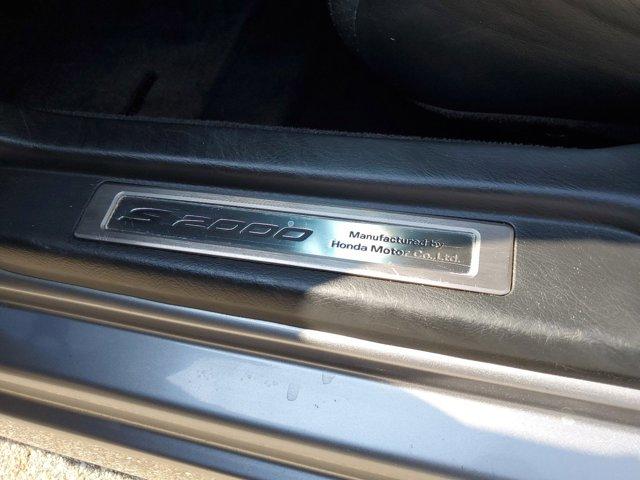 S2000
Manufactured by
Honda Motor Co.,Ltd.